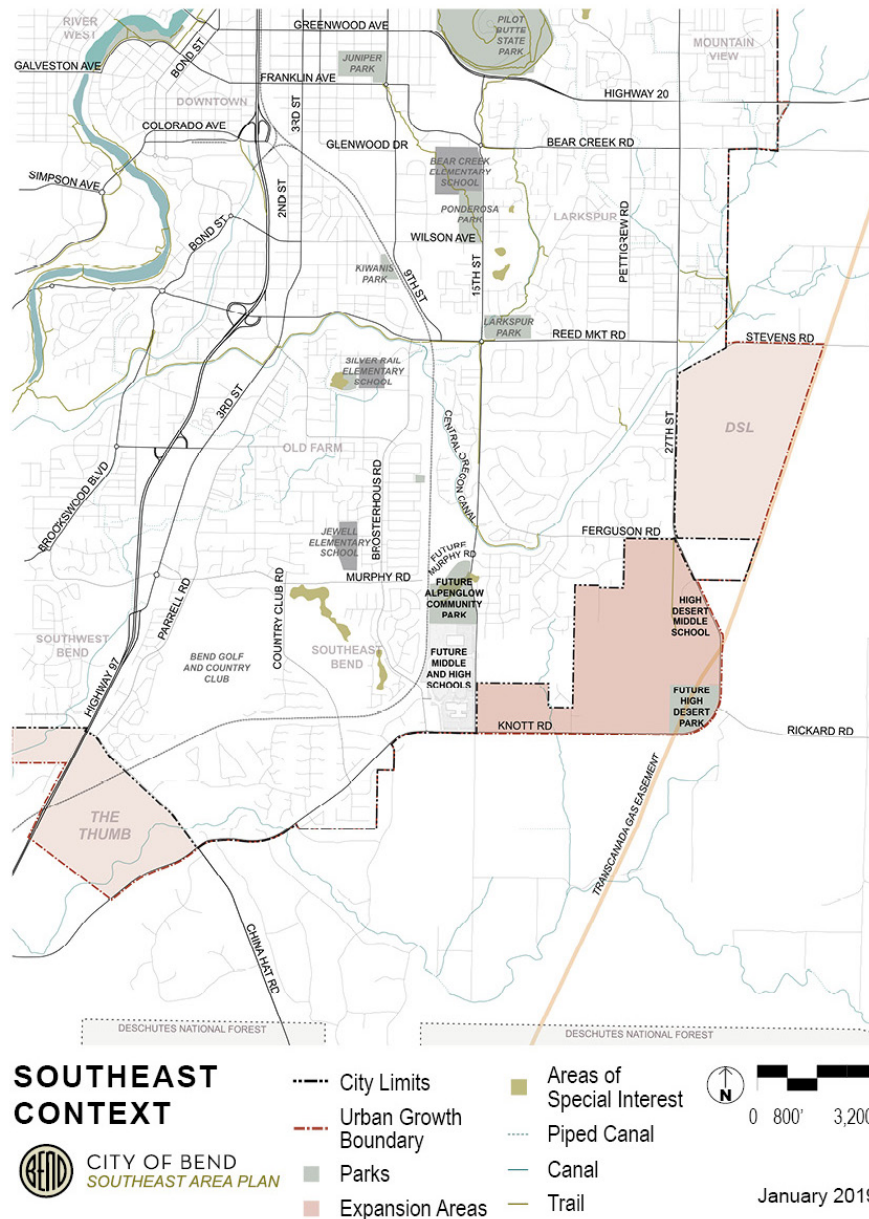 RIVER
WEST
GREENWOOD AVE
PILOT
BUTTE
STATE
PARK
BOND ST
JUNIPER
PARK
MOUNTAIN
VIEW
GALVESTON AVE
FRANKLIN AVE
HIGHWAY 20
DOWNTOWN
3RD ST
COLORADO AVE
GLENWOOD DR
BEAR CREEK RD
BEAR CREEK
ELEMENTARY
SCHOOL
SIMPSON AVE
2ND ST
PONDEROSA
PARK
LARKSPUR
PETTIGREW RD
BOND ST
WILSON AVE
KIWANIS
PARK
9TH ST
15TH ST
LARKSPUR
PARK
REED MKT RD
STEVENS RD
SILVER RAIL
ELEMENTARY
SCHOOL
3RD ST
CENTRAL OREGON CANAL
27TH ST
DSL
OLD FARM
BROOKSWOOD BLVD
BROSTERHOUS RD
JEWELL
ELEMENTARY
SCHOOL
FERGUSON RD
FUTURE
MURPHY RD
MURPHY RD
FUTURE
ALPENGLOW
COMMUNITY
PARK
HIGH
DESERT
MIDDLE
SCHOOL
PARRELL RD
COUNTRY CLUB RD
SOUTHWEST
BEND
BEND GOLF
AND COUNTRY
CLUB
SOUTHEAST
BEND
FUTURE
MIDDLE
AND HIGH
SCHOOLS
HIGHWAY 97
FUTURE
HIGH
DESERT
PARK
KNOTT RD
RICKARD RD
THE
THUMB
TRANSCANADA GAS EASEMENT
CHINA HAT RD
DESCHUTES NATIONAL FOREST
DESCHUTES NATIONAL FOREST
SOUTHEAST
CONTEXT
BEND
CITY OF BEND
SOUTHEAST AREA PLAN
City Limits
Urban Growth
Boundary
Parks
Expansion Areas
Areas of
Special Interest
Piped Canal
Canal
Trail
N
0 800' 3,200
January 2019